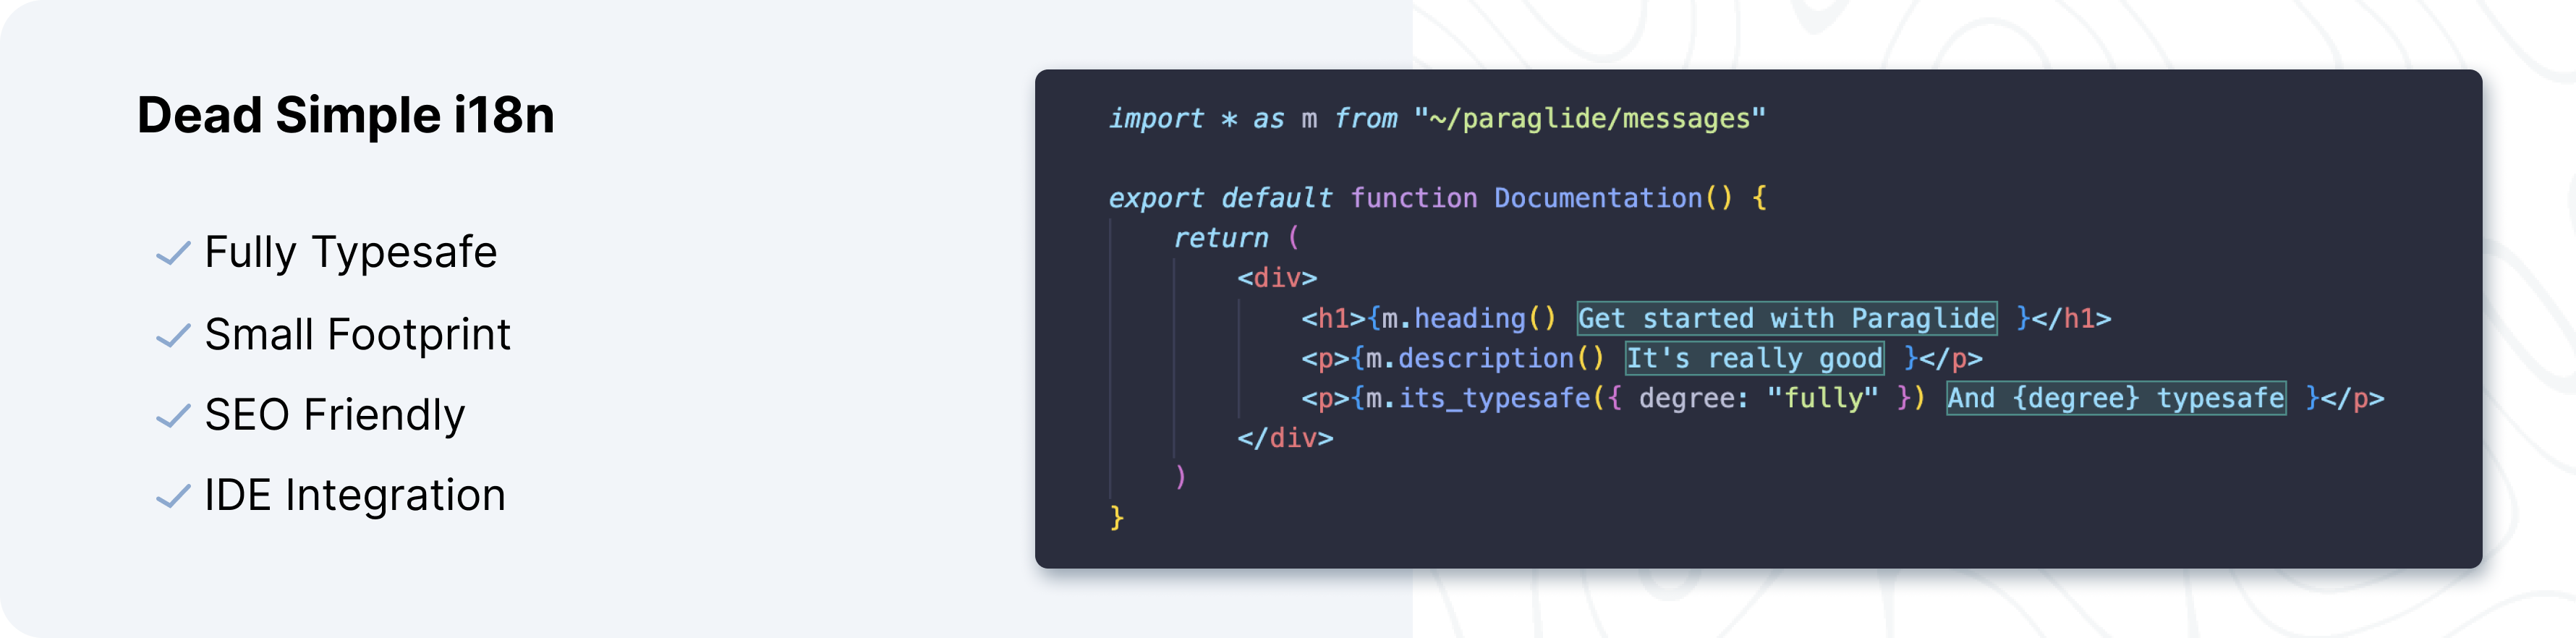 Dead Simple i18n
Fully Typesafe
Small Footprint
SEO Friendly
IDE Integration
import * as m from "~/paraglide/messages"
export default function Documentation() {
return (
<div>
<h1>{m.heading() Get started with Paraglide }</h1>
<p>{m.description() It's really good }</p>
<p>{m.its_typesafe({ degree: "fully" }) And {degree} typesafe }</p>
</div>
)
}